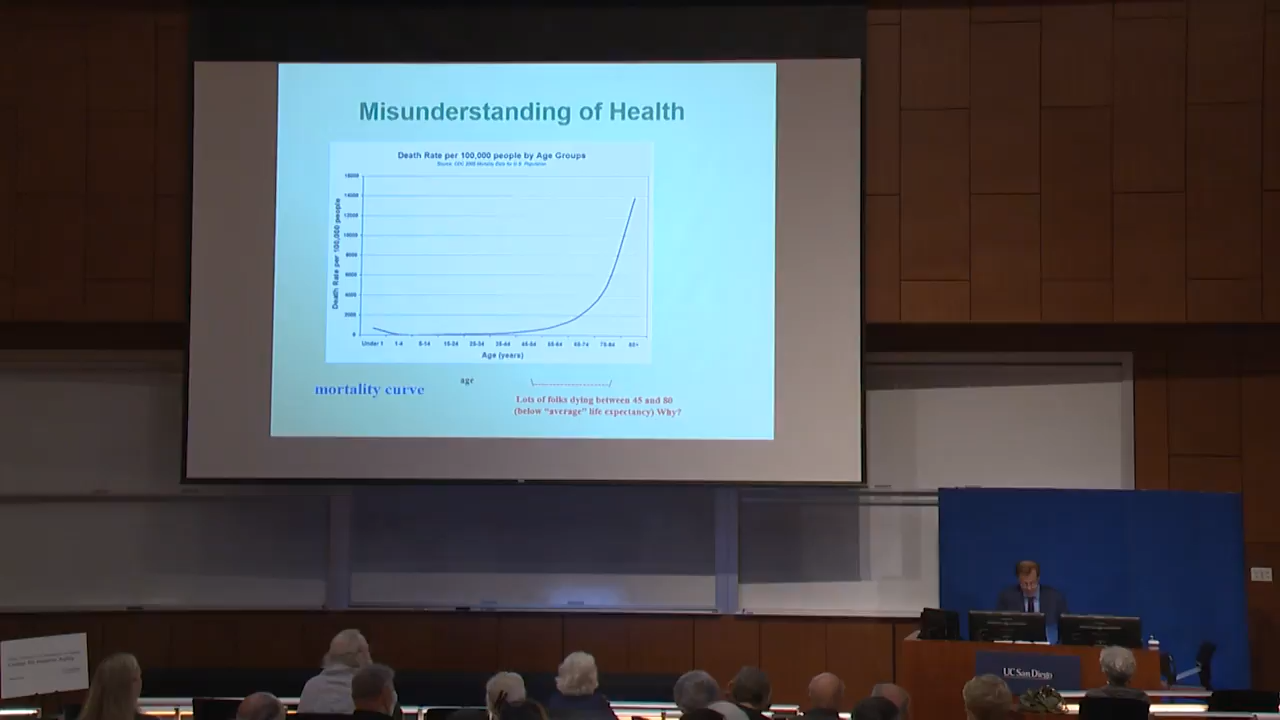 Misunderstanding of Health
Death Rate per 100,000 people by Age Groups
Death Rate per 100,000 people
16000
14000
12000
10000
8000
6000
4000
2000
0
Under 1 1-4 5-14 15-24 25-34 35-44 45-54 55-64 65-74 75-84 85+
Age (years)
age
mortality curve
Lots of folks dying between 45 and 80
(below "average" life expectancy) Why?
UC San Diego